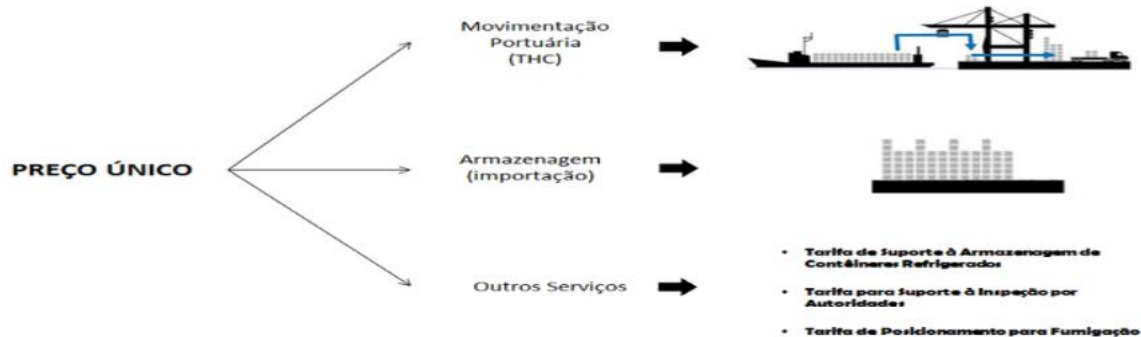 Movimentação
Portuária
(THC)
PREÇO ÚNICO
Armazenagem
(importação)
Outros Serviços
• Tarifa de Suporte à Armazenagem de
Contêineres Refrigerados
• Tarifa para Suporte à Inspeção por
Autoridades
• Tarifa de Posicionamento para Fumigação